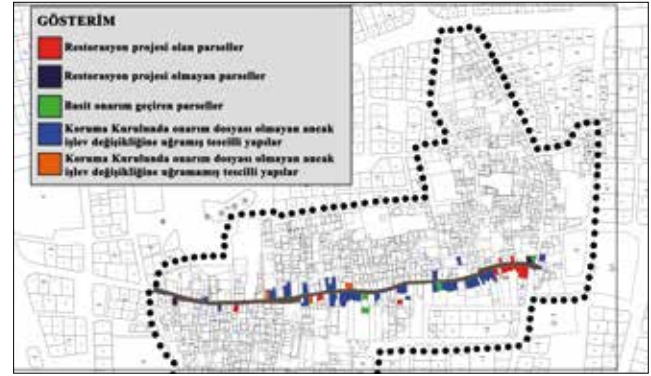 GÖSTERİM
Restorasyon projesi olan parseller
Restorasyon projesi olmayan parseller
Basit onarım geçiren parseller
Koruma Kurulunda onarım dosyası olmayan ancak
işlev değişikliğine uğramış tescilli yapılar
Koruma Kurulunda onarım dosyası olmayan ancak
işlev değişikliğine uğramamış tescilli yapılar